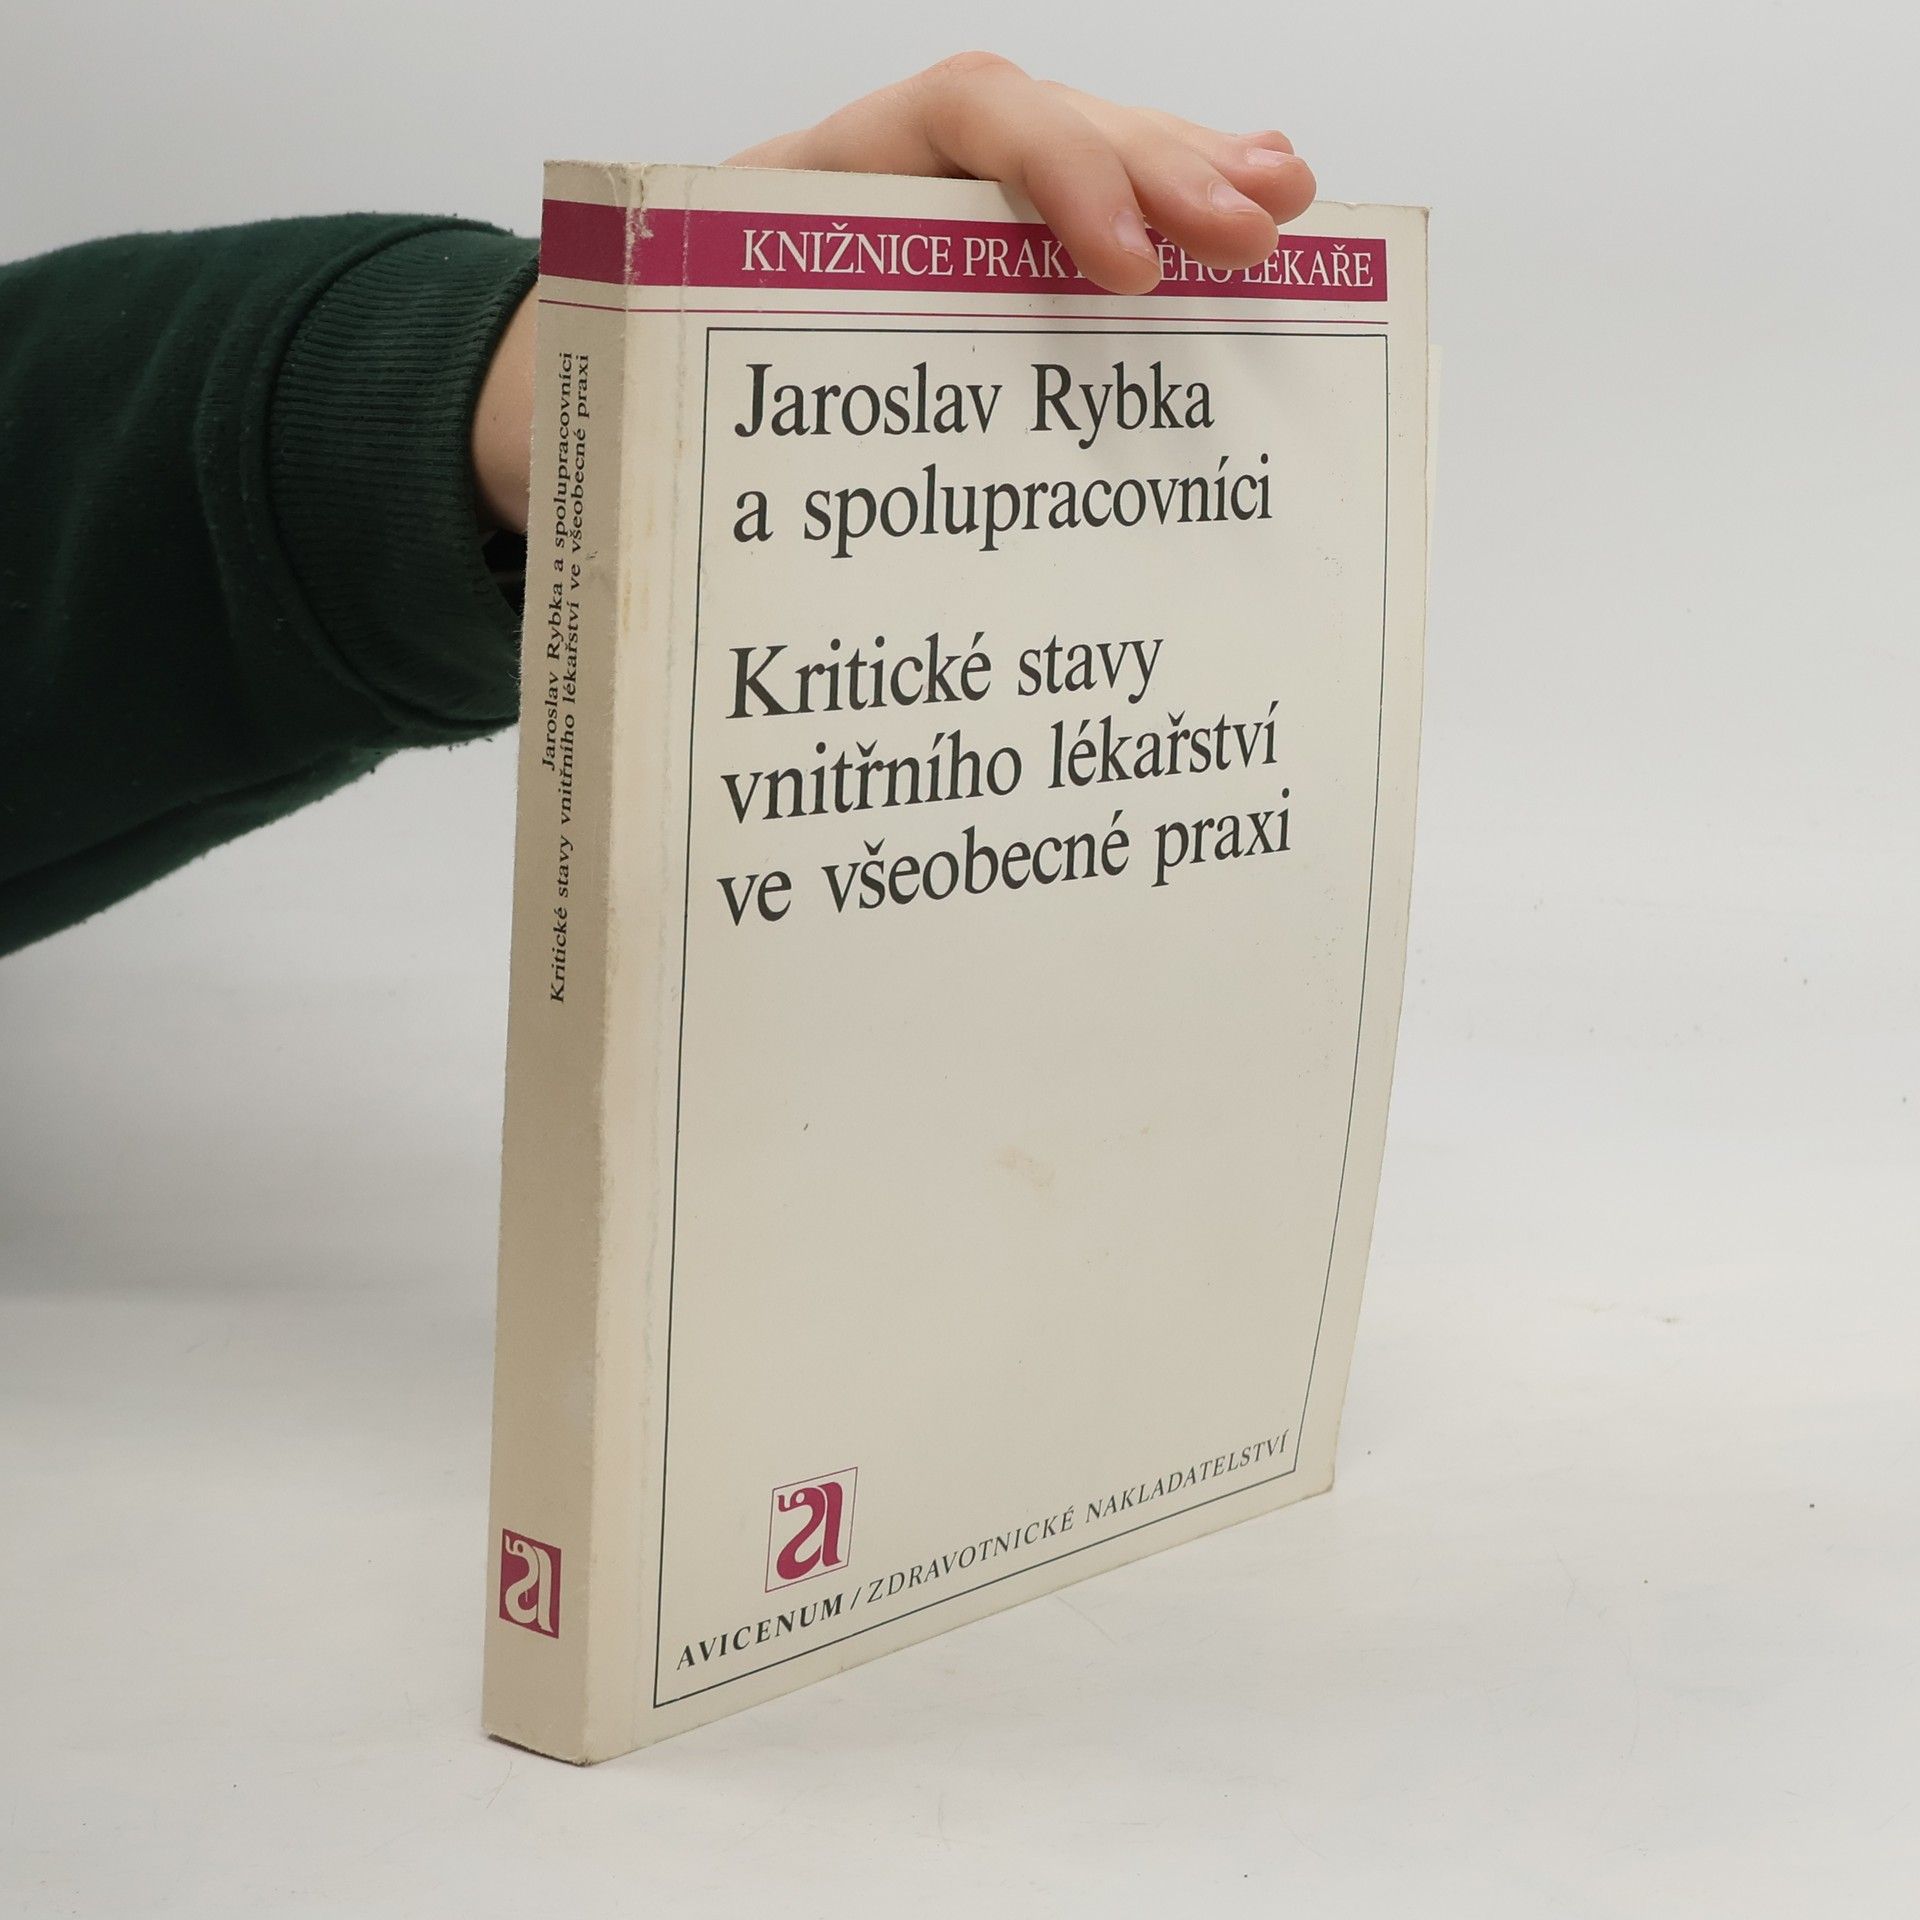 KNIŽNICE LÉKAŘE
Jaroslav Rybka
a spolupracovníci
Kritické stavy
vnitřního lékařství
ve všeobecné praxi
AVICENUM / ZDRAVOTNICKÉ NAKLADATELSTVÍ
Jaroslav Rybka a spolupracovníci
Kritické stavy vnitřního lékařství ve všeobecné praxi